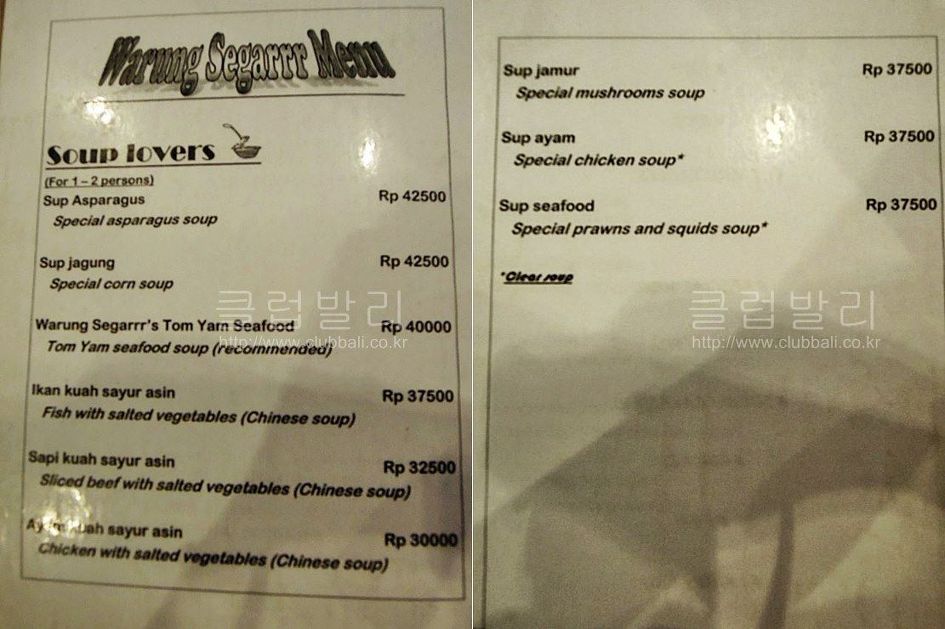 Warung Segarrr Menu
Soup lovers
(For 1 – 2 persons)
Sup Asparagus Rp 42500
Special asparagus soup
Sup jagung Rp 42500
Special corn soup
Warung Segarrr's Tom Yam Seafood Rp 40000
Tom Yam seafood soup (recommended)
Ikan kuah sayur asin Rp 37500
Fish with salted vegetables (Chinese soup)
Sapi kuah sayur asin Rp 32500
Sliced beef with salted vegetables (Chinese soup)
Ayam kuah sayur asin Rp 30000
Chicken with salted vegetables (Chinese soup)
클럽발리
http://www.clubbali.co.kr
Sup jamur Rp 37500
Special mushrooms soup
Sup ayam Rp 37500
Special chicken soup*
Sup seafood Rp 37500
Special prawns and squids soup*
*Clear soup
클럽발리
http://www.clubbali.co.kr